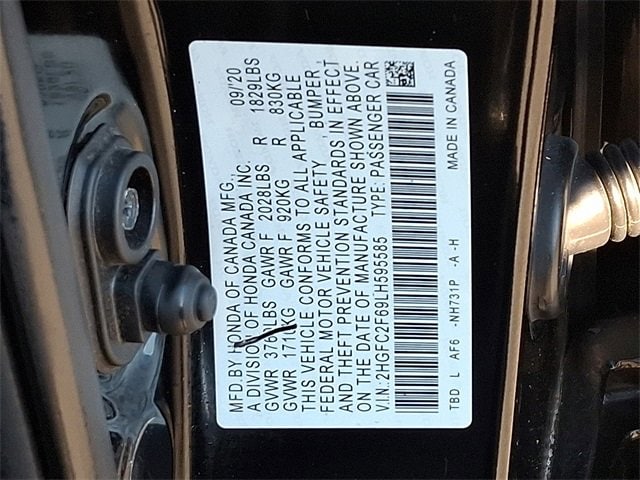 MFD.BY HONDA OF CANADA MFG., 09/'20
A DIVISION OF HONDA CANADA INC.
GVWR LBS GAWR F 2028LBS R 1829LBS
GVWR KG GAWR F 920KG R 830KG
THIS VEHICLE CONFORMS TO ALL APPLICABLE
FEDERAL MOTOR VEHICLE SAFETY, BUMPER,
AND THEFT PREVENTION STANDARDS IN EFFECT
ON THE DATE OF MANUFACTURE SHOWN ABOVE.
V.I.N.:2HGFC2F69LH595585 TYPE: PASSENGER CAR
TBD L AF6 -NH731P -A -H MADE IN CANADA